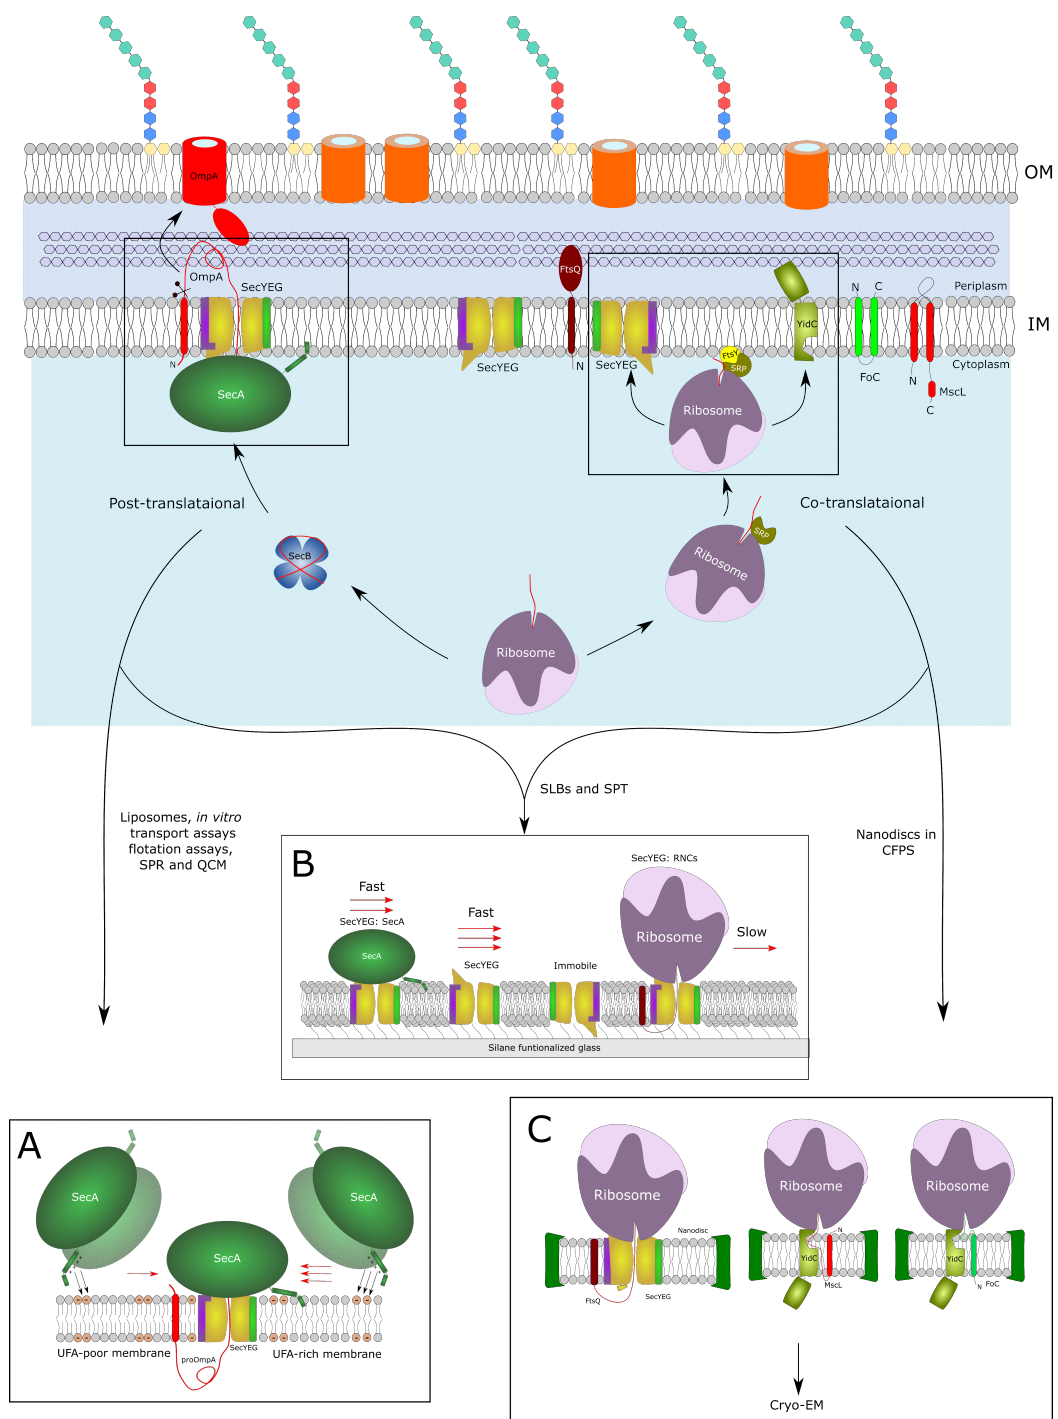 OmpA
OM
OmpA
SecYEG
FtsQ
N
C
Periplasm
YidC
IM
N
SecA
SecYEG
N
SecYEG
FtsY
SRP
Ribosome
FoC
Cytoplasm
N
MscL
C
Post-translataional
Co-translataional
SecB
SRP
Ribosome
Ribosome
SLBs and SPT
Liposomes, in vitro
transport assays
flotation assays,
SPR and QCM
Nanodiscs in
CFPS
B
SecYEG: RNCs
Fast
SecYEG: SecA
Fast
Ribosome
Slow
SecA
SecYEG
Immobile
Silane funtionalized glass
A
SecA
SecA
SecA
UFA-poor membrane
proOmpA
SecYEG
UFA-rich membrane
C
Ribosome
Ribosome
Ribosome
Nanodisc
N
YidC
YidC
FtsQ
SecYEG
MscL
N
FoC
Cryo-EM